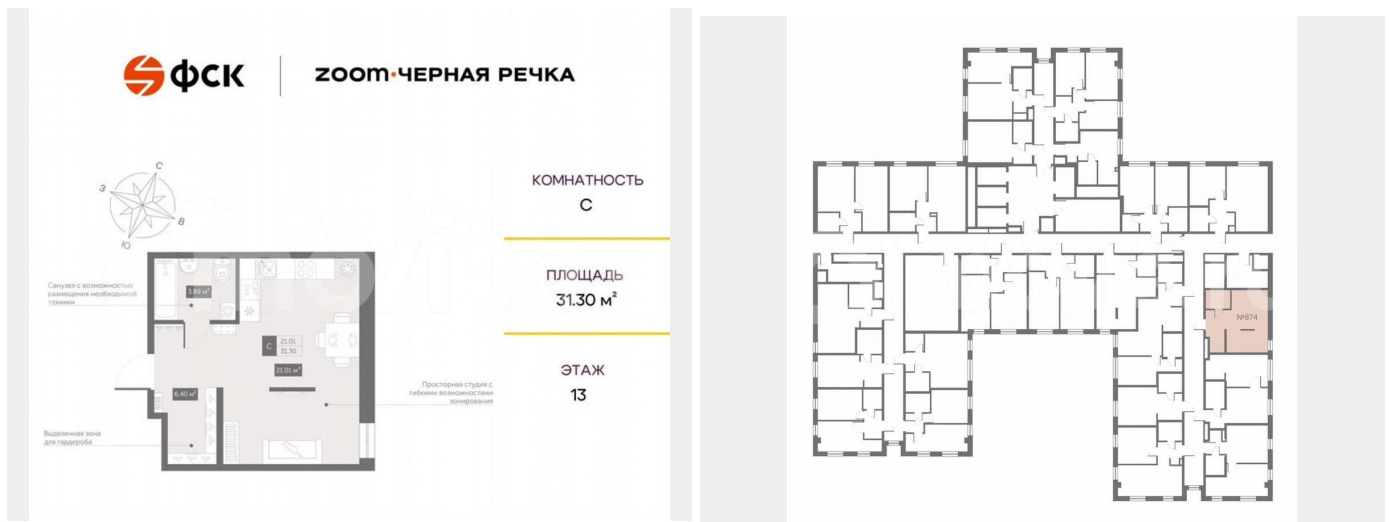 ФСК
ZOOM•ЧЕРНАЯ РЕЧКА
С
З
В
Ю
КОМНАТНОСТЬ
С
ПЛОЩАДЬ
31.30 м²
ЭТАЖ
13
Санузел с возможностью
размещения необходимой
техники
3.89 м²
С
21.01
31.30
21.01 м²
6.40 м²
Просторная студия с
гибкими возможностями
зонирования
Выделенная зона
для гардероба
№874